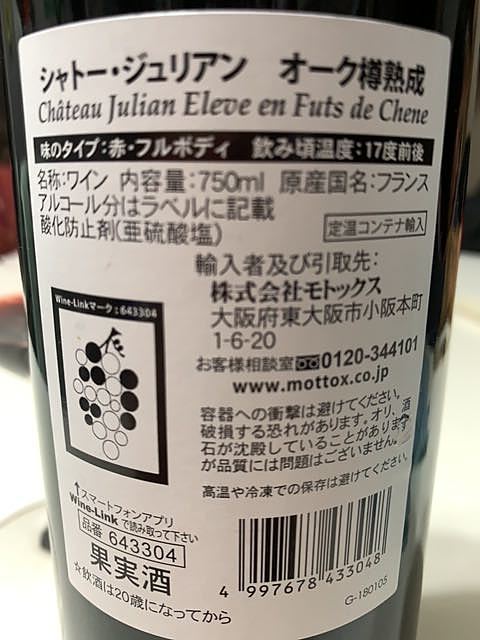 シャトー・ジュリアン オーク樽熟成
Château Julian Eleve en Futs de Chene
味のタイプ：赤・フルボディ 飲み頃温度：17度前後
名称：ワイン 内容量：750ml 原産国名：フランス
アルコール分はラベルに記載
酸化防止剤(亜硫酸塩)
定温コンテナ輸入
輸入者及び引取先：
株式会社モトックス
大阪府東大阪市小阪本町
1-6-20
お客様相談室 0120-344101
www.mottox.co.jp
Wine-Linkマーク：643304
容器への衝撃は避けてください。
破損する恐れがあります。オリ、酒
石が沈殿していることがあります
が品質には問題はございません。
高温や冷凍での保存は避けてください。
↑スマートフォンアプリ
Wine-Linkで読み取って下さい
品番 643304
果実酒
☆飲酒は20歳になってから
4 997678 433048
G-180105